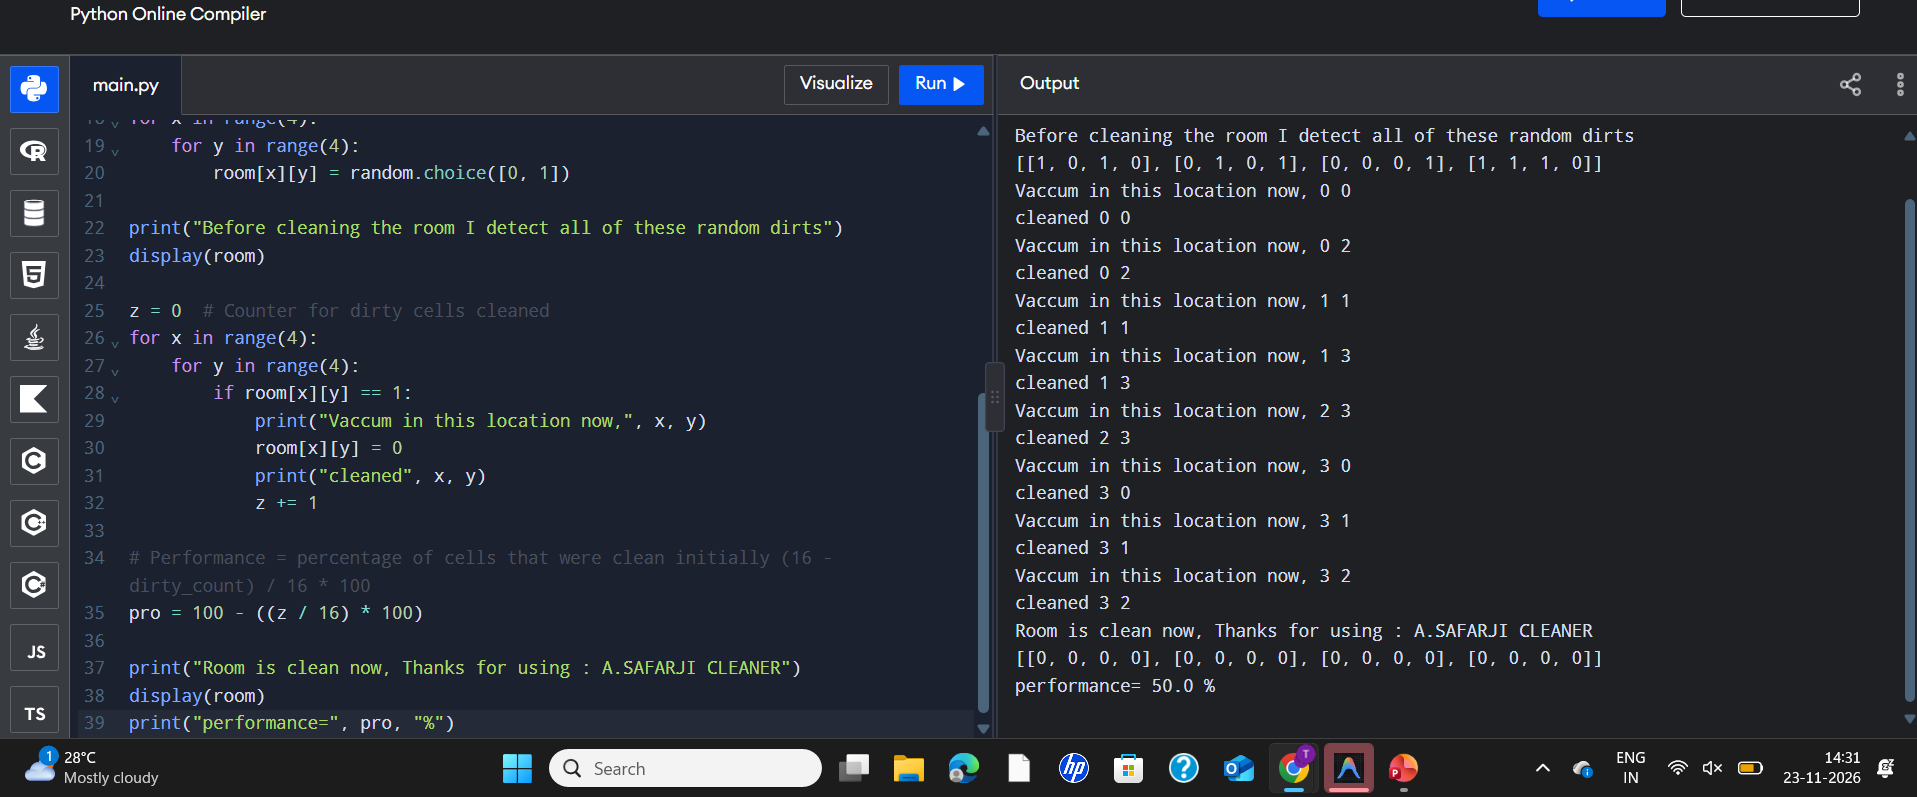 Python Online Compiler
main.py
Visualize
Run
Output
18 for x in range(4):
19 for y in range(4):
20 room[x][y] = random.choice([0, 1])
21
22 print("Before cleaning the room I detect all of these random dirts")
23 display(room)
24
25 z = 0 # Counter for dirty cells cleaned
26 for x in range(4):
27 for y in range(4):
28 if room[x][y] == 1:
29 print("Vaccum in this location now,", x, y)
30 room[x][y] = 0
31 print("cleaned", x, y)
32 z += 1
33
34 # Performance = percentage of cells that were clean initially (16 -
dirty_count) / 16 * 100
35 pro = 100 - ((z / 16) * 100)
36
37 print("Room is clean now, Thanks for using : A.SAFARJI CLEANER")
38 display(room)
39 print("performance=", pro, "%")
Before cleaning the room I detect all of these random dirts
[[1, 0, 1, 0], [0, 1, 0, 1], [0, 0, 0, 1], [1, 1, 1, 0]]
Vaccum in this location now, 0 0
cleaned 0 0
Vaccum in this location now, 0 2
cleaned 0 2
Vaccum in this location now, 1 1
cleaned 1 1
Vaccum in this location now, 1 3
cleaned 1 3
Vaccum in this location now, 2 3
cleaned 2 3
Vaccum in this location now, 3 0
cleaned 3 0
Vaccum in this location now, 3 1
cleaned 3 1
Vaccum in this location now, 3 2
cleaned 3 2
Room is clean now, Thanks for using : A.SAFARJI CLEANER
[[0, 0, 0, 0], [0, 0, 0, 0], [0, 0, 0, 0], [0, 0, 0, 0]]
performance= 50.0 %
R
5
C
C
C
JS
TS
1
28°C
Mostly cloudy
Search
hp
?
O
T
P
ENG
IN
14:31
23-11-2026